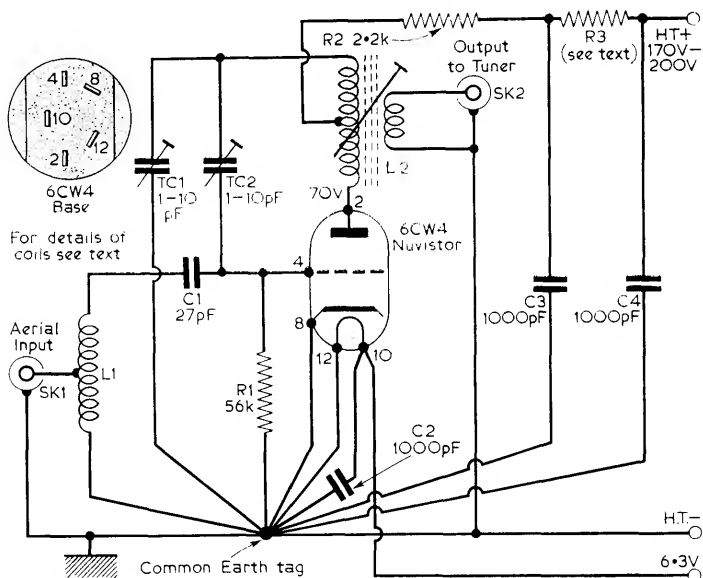 R2 2•2k
HT+
170V–
200V
R3
(see text)
Output
to Tuner
SK2
4
8
10
12
2
6CW4
Base
TC1
1-10
pF
TC2
1-10pF
L2
70V
2
6CW4
Nuvistor
For details of
coils see text
4
C1
27pF
8
12
10
C3
1000pF
C4
1000pF
Aerial
Input
SK1
L1
R1
56k
C2
1000pF
H.T.–
Common Earth tag
6•3V